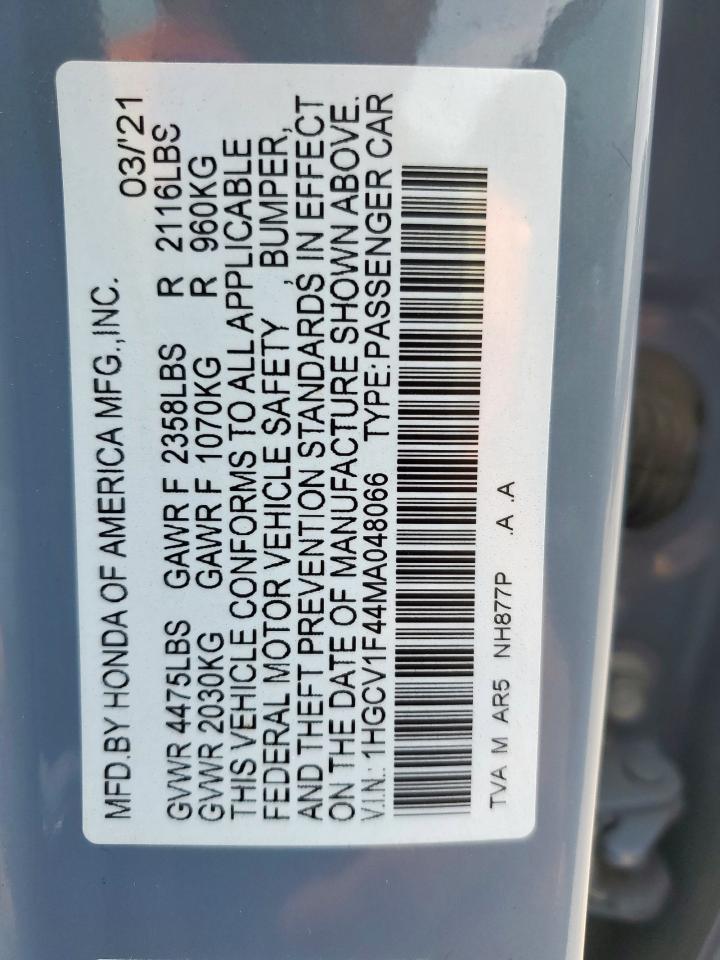 MFD.BY HONDA OF AMERICA MFG.,INC. 03/'21
GVWR 4475LBS GAWR F 2358LBS R 2116LBS
GVWR 2030KG GAWR F 1070KG R 960KG
THIS VEHICLE CONFORMS TO ALL APPLICABLE
FEDERAL MOTOR VEHICLE SAFETY , BUMPER,
AND THEFT PREVENTION STANDARDS IN EFFECT
ON THE DATE OF MANUFACTURE SHOWN ABOVE.
V.I.N.: 1HGCV1F44MA048066 TYPE:PASSENGER CAR
TVA M AR5 NH877P .A .A